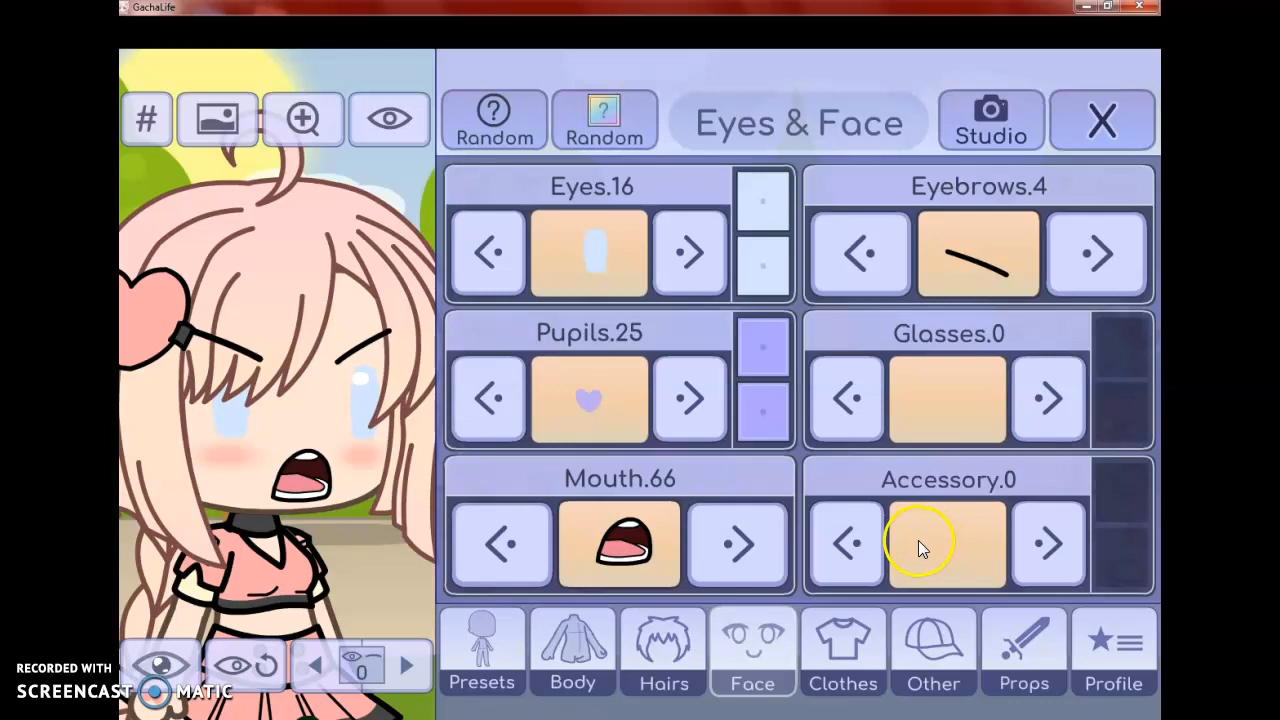 GachaLife
#
? Random
? Random
Eyes & Face
Studio
X
Eyes.16
Eyebrows.4
Pupils.25
Glasses.0
Mouth.66
Accessory.0
0
Presets
Body
Hairs
Face
Clothes
Other
Props
Profile
RECORDED WITH
SCREENCAST MATIC